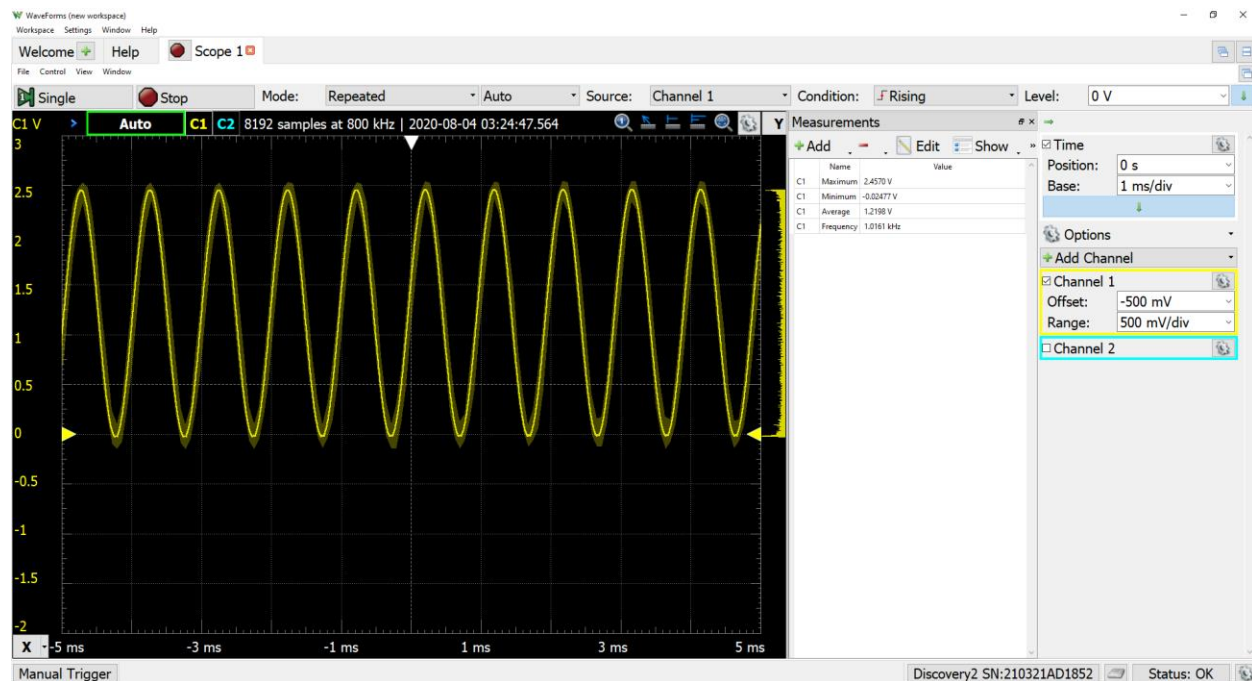 WaveForms (new workspace)
Workspace Settings Window Help
Welcome Help Scope 1
File Control View Window
Single Stop Mode: Repeated Auto Source: Channel 1 Condition: Rising Level: 0 V
C1 V Auto C1 C2 8192 samples at 800 kHz | 2020-08-04 03:24:47.564 Y
3
2.5
2
1.5
1
0.5
0
-0.5
-1
-1.5
-2
X -5 ms -3 ms -1 ms 1 ms 3 ms 5 ms
Measurements
Add Edit Show »
Name Value
C1 Maximum 2.4570 V
C1 Minimum -0.02477 V
C1 Average 1.2198 V
C1 Frequency 1.0161 kHz
Time
Position: 0 s
Base: 1 ms/div
Options
Add Channel
Channel 1
Offset: -500 mV
Range: 500 mV/div
Channel 2
Manual Trigger Discovery2 SN:210321AD1852 Status: OK